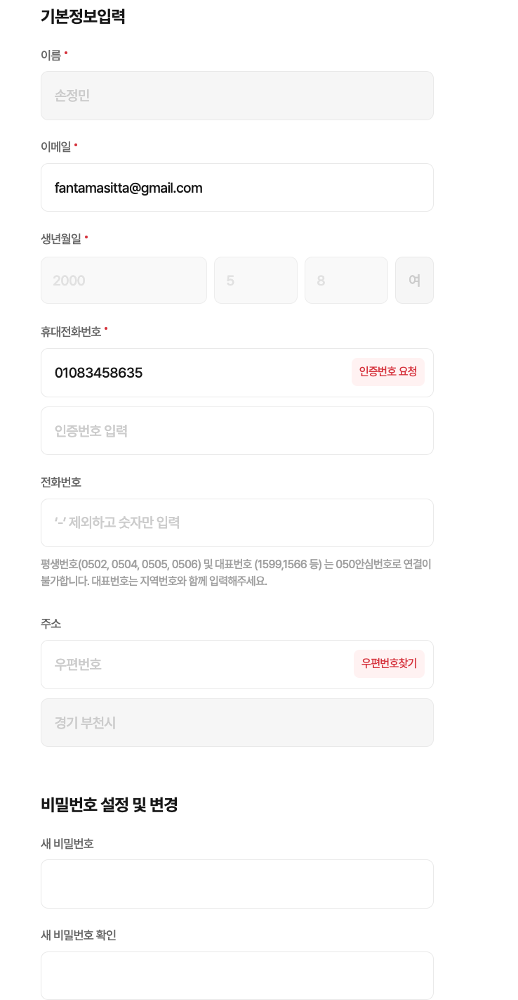 기본정보입력
이름
손정민
이메일
fantamasitta@gmail.com
생년월일
2000 5 8 여
휴대전화번호
01083458635 인증번호 요청
인증번호 입력
전화번호
‘-’ 제외하고 숫자만 입력
평생번호(0502, 0504, 0505, 0506) 및 대표번호 (1599,1566 등) 는 050안심번호로 연결이
불가합니다. 대표번호는 지역번호와 함께 입력해주세요.
주소
우편번호 우편번호찾기
경기 부천시
비밀번호 설정 및 변경
새 비밀번호
새 비밀번호 확인